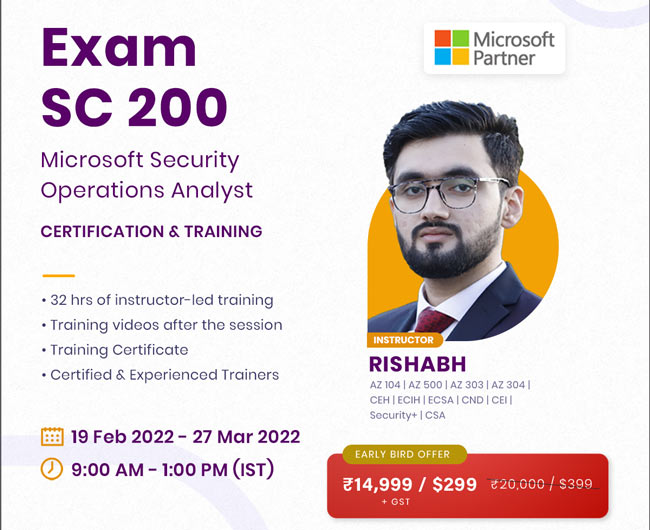 Exam
SC 200
Microsoft Security
Operations Analyst
CERTIFICATION & TRAINING
• 32 hrs of instructor-led training
• Training videos after the session
• Training Certificate
• Certified & Experienced Trainers
19 Feb 2022 - 27 Mar 2022
9:00 AM - 1:00 PM (IST)
Microsoft
Partner
INSTRUCTOR
RISHABH
AZ 104 | AZ 500 | AZ 303 | AZ 304 |
CEH | ECIH | ECSA | CND | CEI |
Security+ | CSA
EARLY BIRD OFFER
₹14,999 / $299 ₹20,000 / $399
+ GST